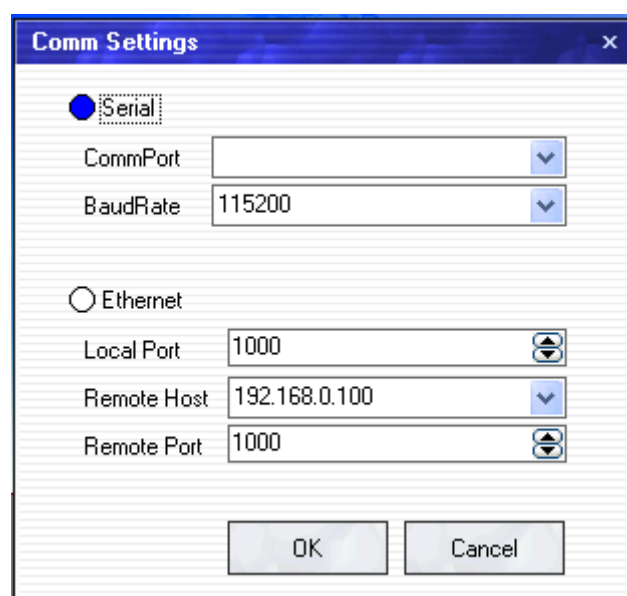 Comm Settings
Serial
CommPort
BaudRate 115200
Ethernet
Local Port 1000
Remote Host 192.168.0.100
Remote Port 1000
OK Cancel